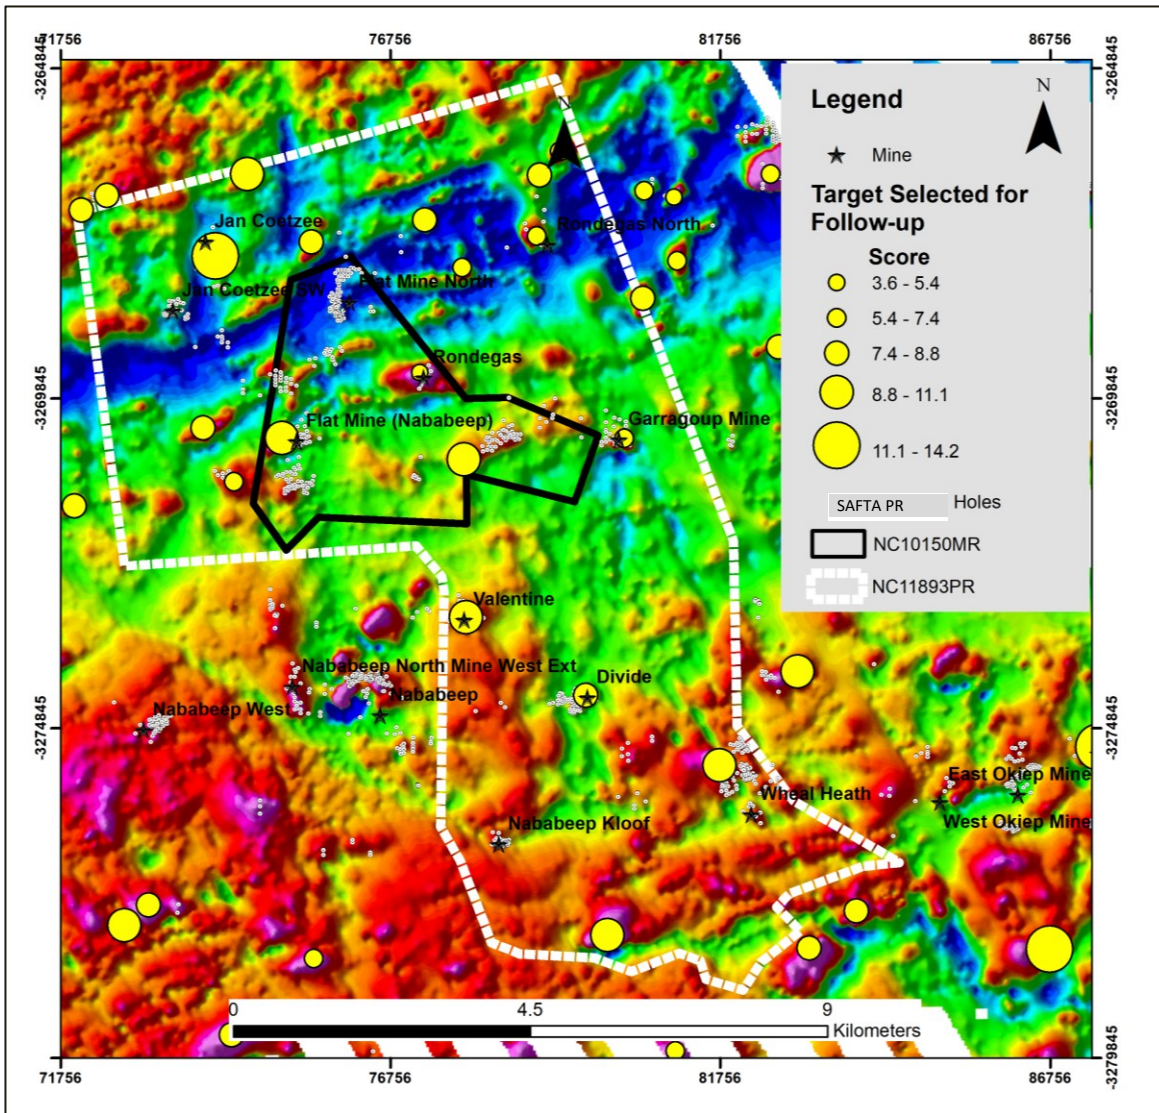 71756
76756
81756
86756
-3264845
-3264845
Legend
N
Mine
Target Selected for
Follow-up
Score
3.6 - 5.4
5.4 - 7.4
7.4 - 8.8
8.8 - 11.1
11.1 - 14.2
SAFTA PR
Holes
NC10150MR
NC11893PR
N
Jan Coetzee
Rondegas North
Jan Coetzee SW
Flat Mine North
Rondegas
-3269845
-3269845
Flat Mine (Nababeep)
Garragoup Mine
Valentine
Nababeep North Mine West Ext
Divide
Nababeep
Nababeep West
-3274845
-3274845
East Okiep Mine
Wheal Heath
West Okiep Mine
Nababeep Kloof
0
4.5
9
Kilometers
-3279845
-3279845
71756
76756
81756
86756